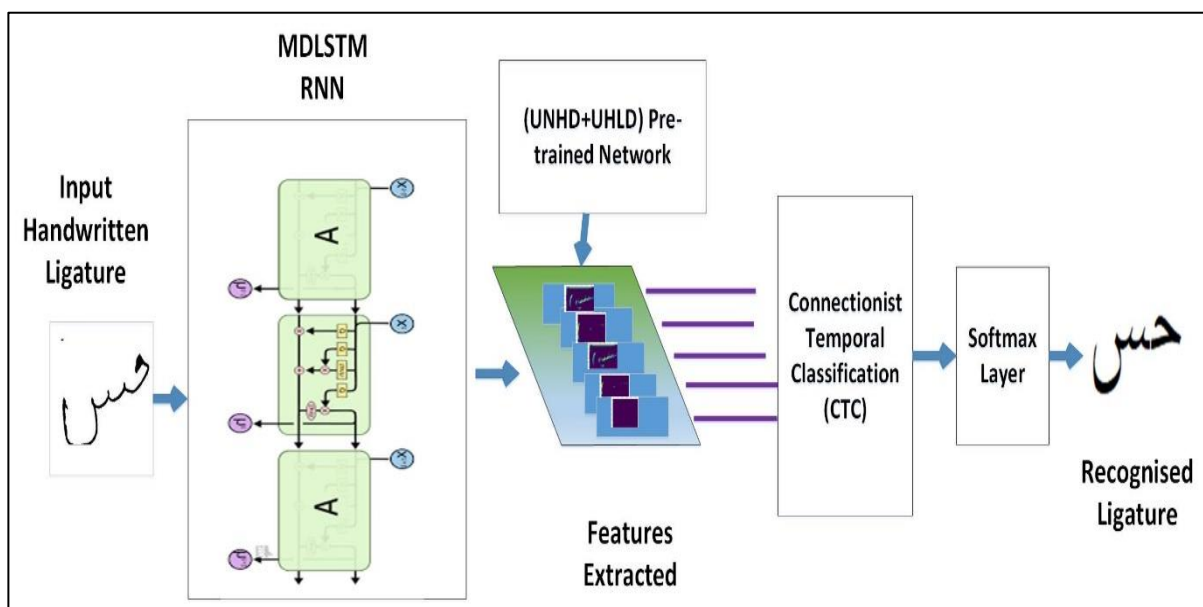 MDLSTM
RNN
(UNHD+UHLD) Pre-
trained Network
Input
Handwritten
Ligature
حس
A
A
Features
Extracted
Connectionist
Temporal
Classification
(CTC)
Softmax
Layer
حس
Recognised
Ligature